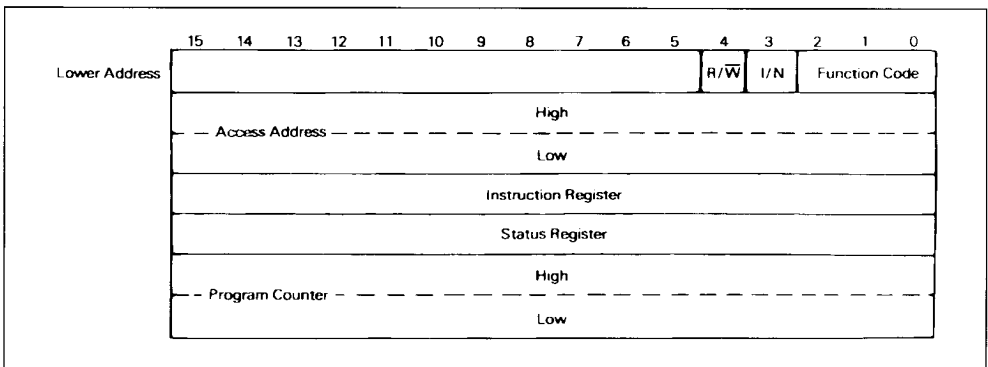 15 14 13 12 11 10 9 8 7 6 5 4 3 2 1 0
Lower Address R/W̅ I/N Function Code
High
Access Address
Low
Instruction Register
Status Register
High
Program Counter
Low